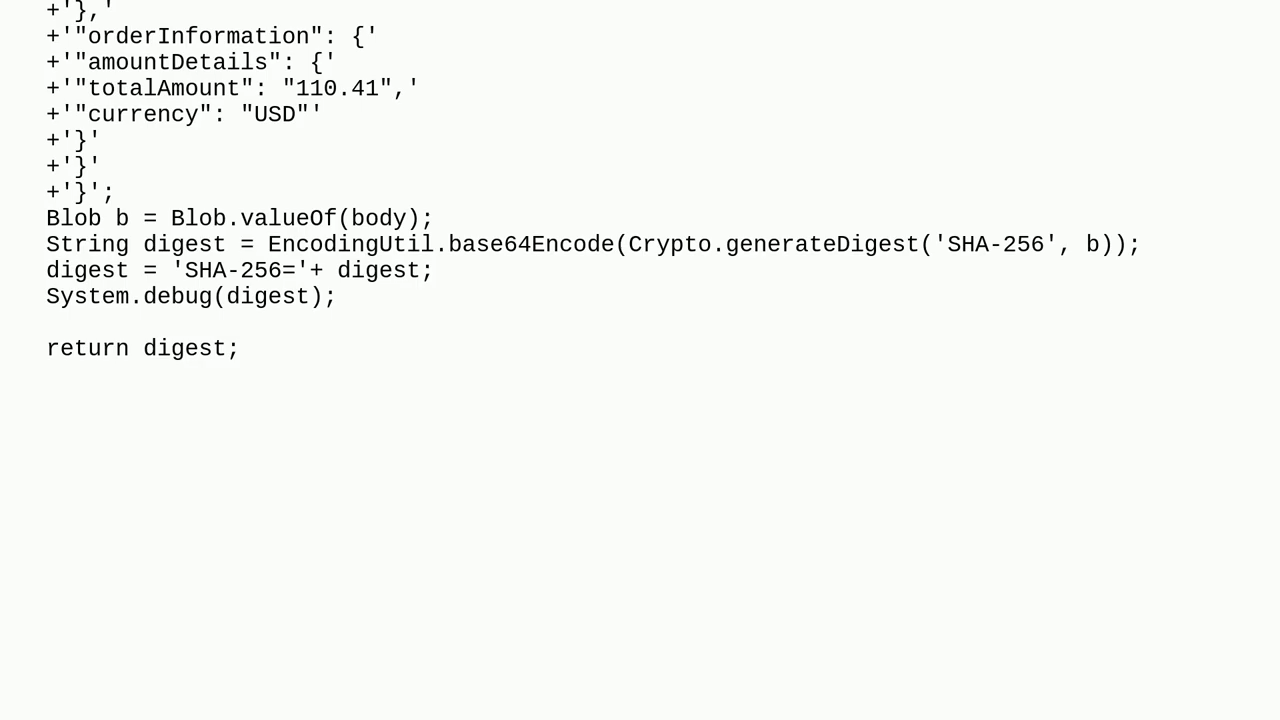 +'},'
+'"orderInformation": {'
+'"amountDetails": {'
+'"totalAmount": "110.41",'
+'"currency": "USD"'
+'}'
+'}'
+'}';
Blob b = Blob.valueOf(body);
String digest = EncodingUtil.base64Encode(Crypto.generateDigest('SHA-256', b));
digest = 'SHA-256='+ digest;
System.debug(digest);
return digest;